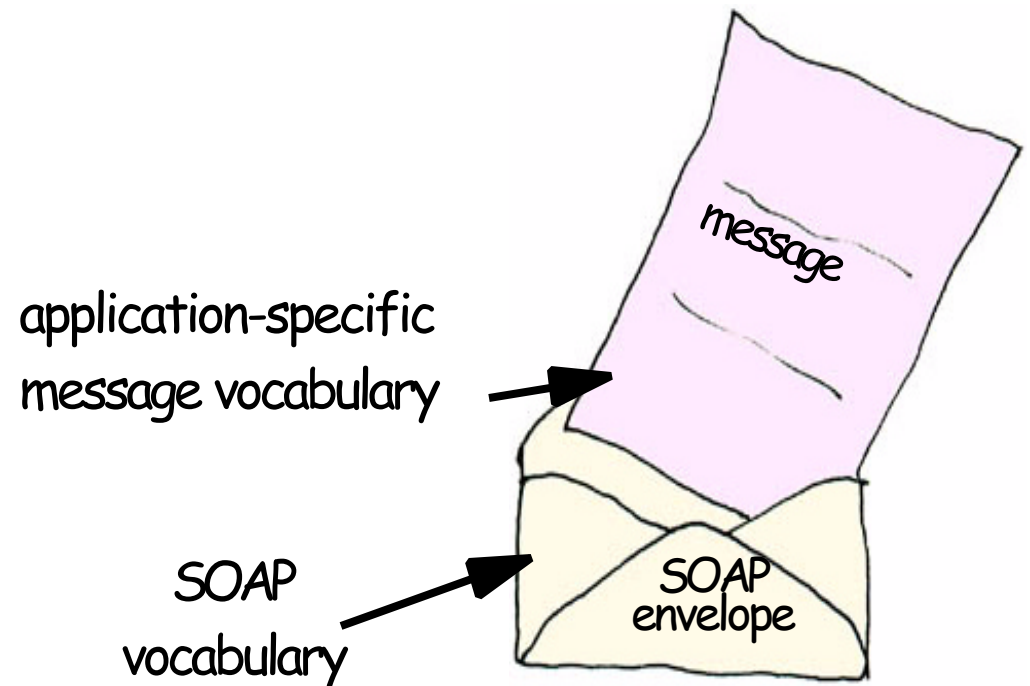 message
application-specific
message vocabulary
SOAP
envelope
SOAP
vocabulary